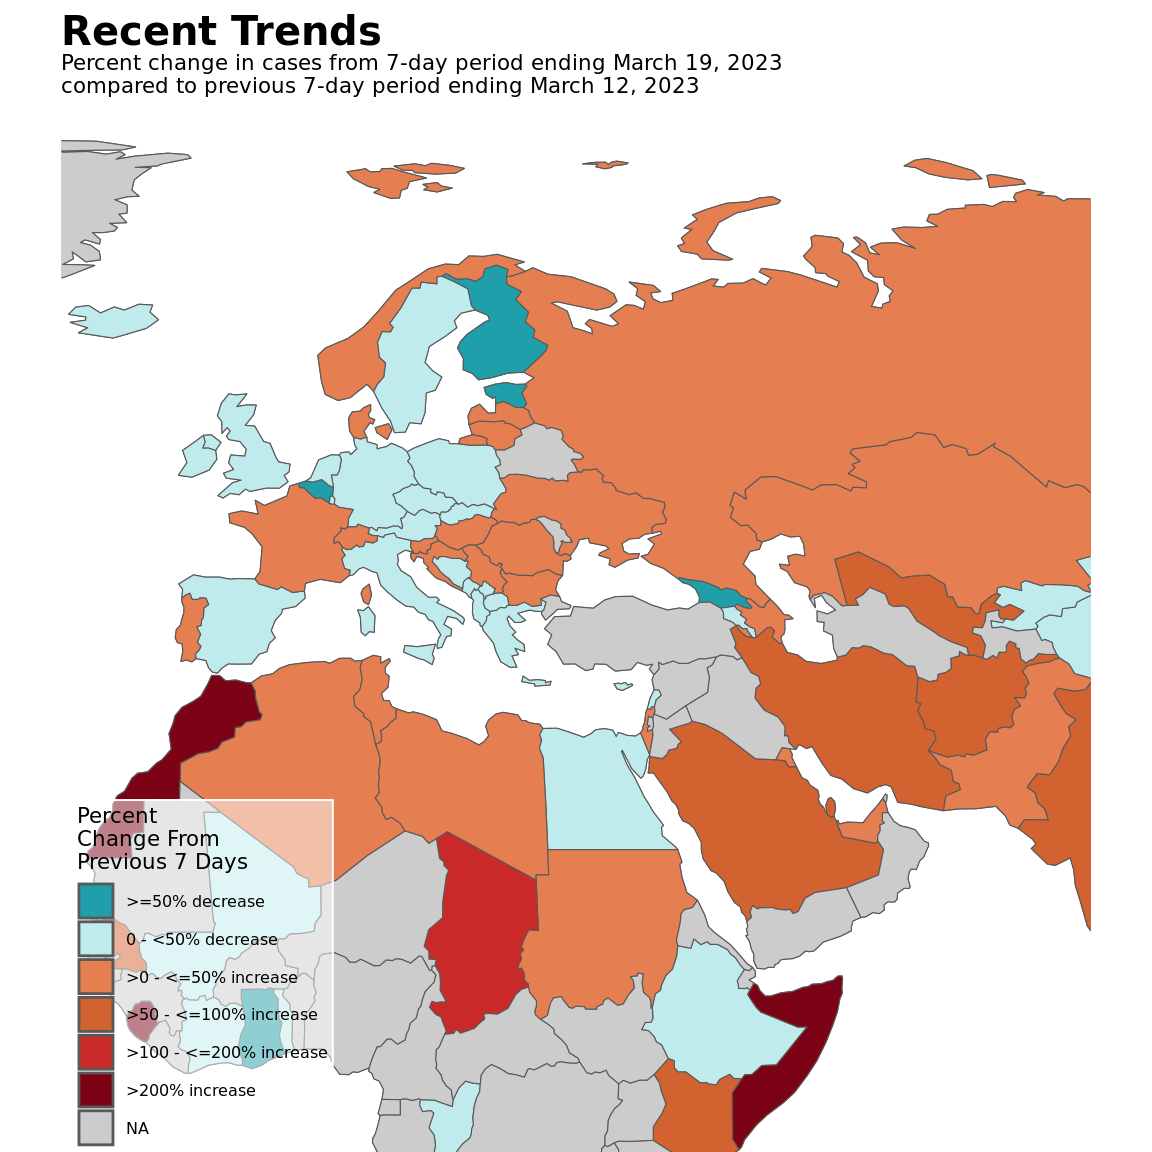 Recent Trends
Percent change in cases from 7-day period ending March 19, 2023
compared to previous 7-day period ending March 12, 2023
Percent
Change From
Previous 7 Days
>=50% decrease
0 - <50% decrease
>0 - <=50% increase
>50 - <=100% increase
>100 - <=200% increase
>200% increase
NA